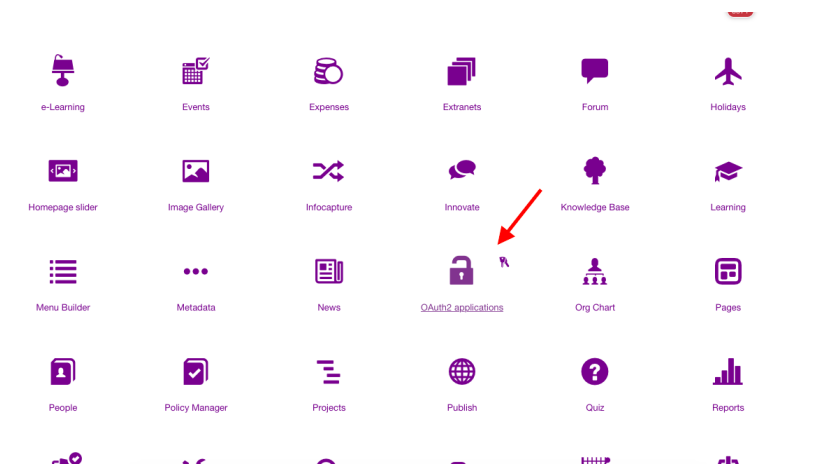 e-Learning
Events
Expenses
Extranets
Forum
Holidays
Homepage slider
Image Gallery
Infocapture
Innovate
Knowledge Base
Learning
Menu Builder
Metadata
News
OAuth2 applications
Org Chart
Pages
People
Policy Manager
Projects
Publish
Quiz
Reports